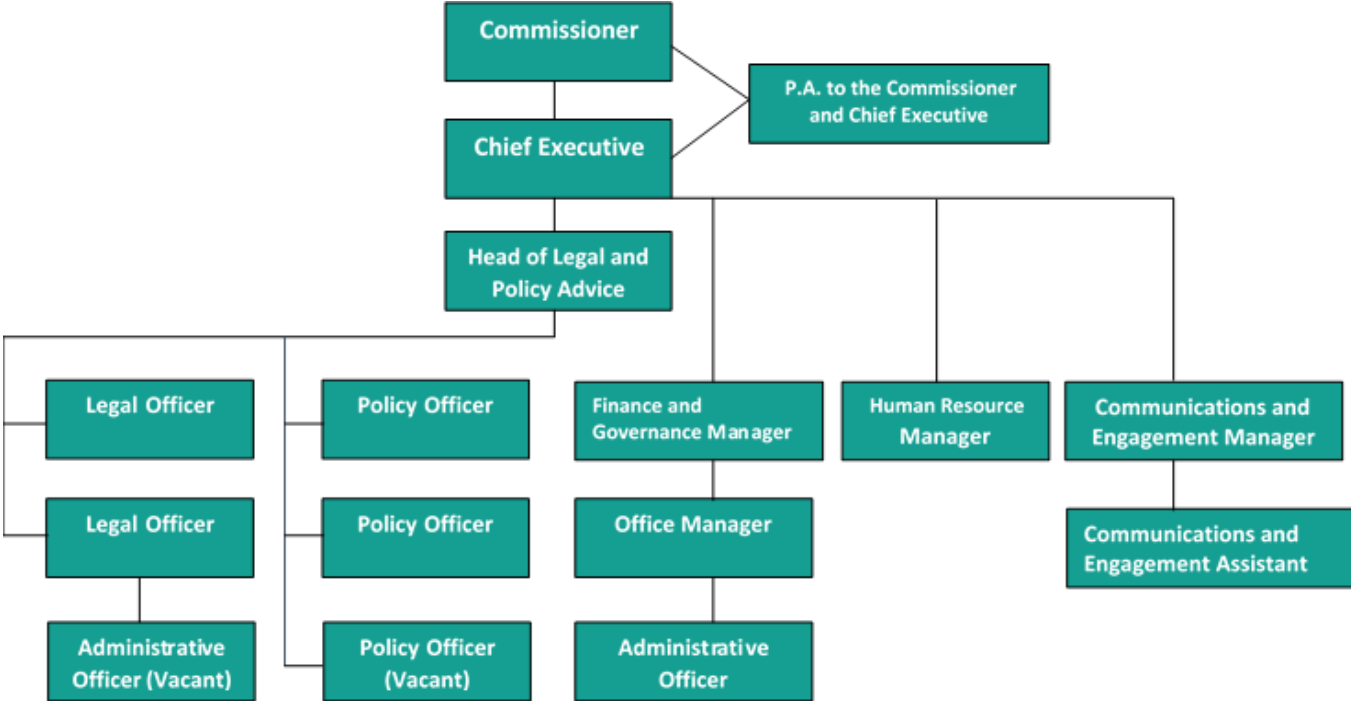 Commissioner
P.A. to the Commissioner
and Chief Executive
Chief Executive
Head of Legal and
Policy Advice
Legal Officer
Policy Officer
Finance and
Governance Manager
Human Resource
Manager
Communications and
Engagement Manager
Legal Officer
Policy Officer
Office Manager
Communications and
Engagement Assistant
Administrative
Officer (Vacant)
Policy Officer
(Vacant)
Administrative
Officer